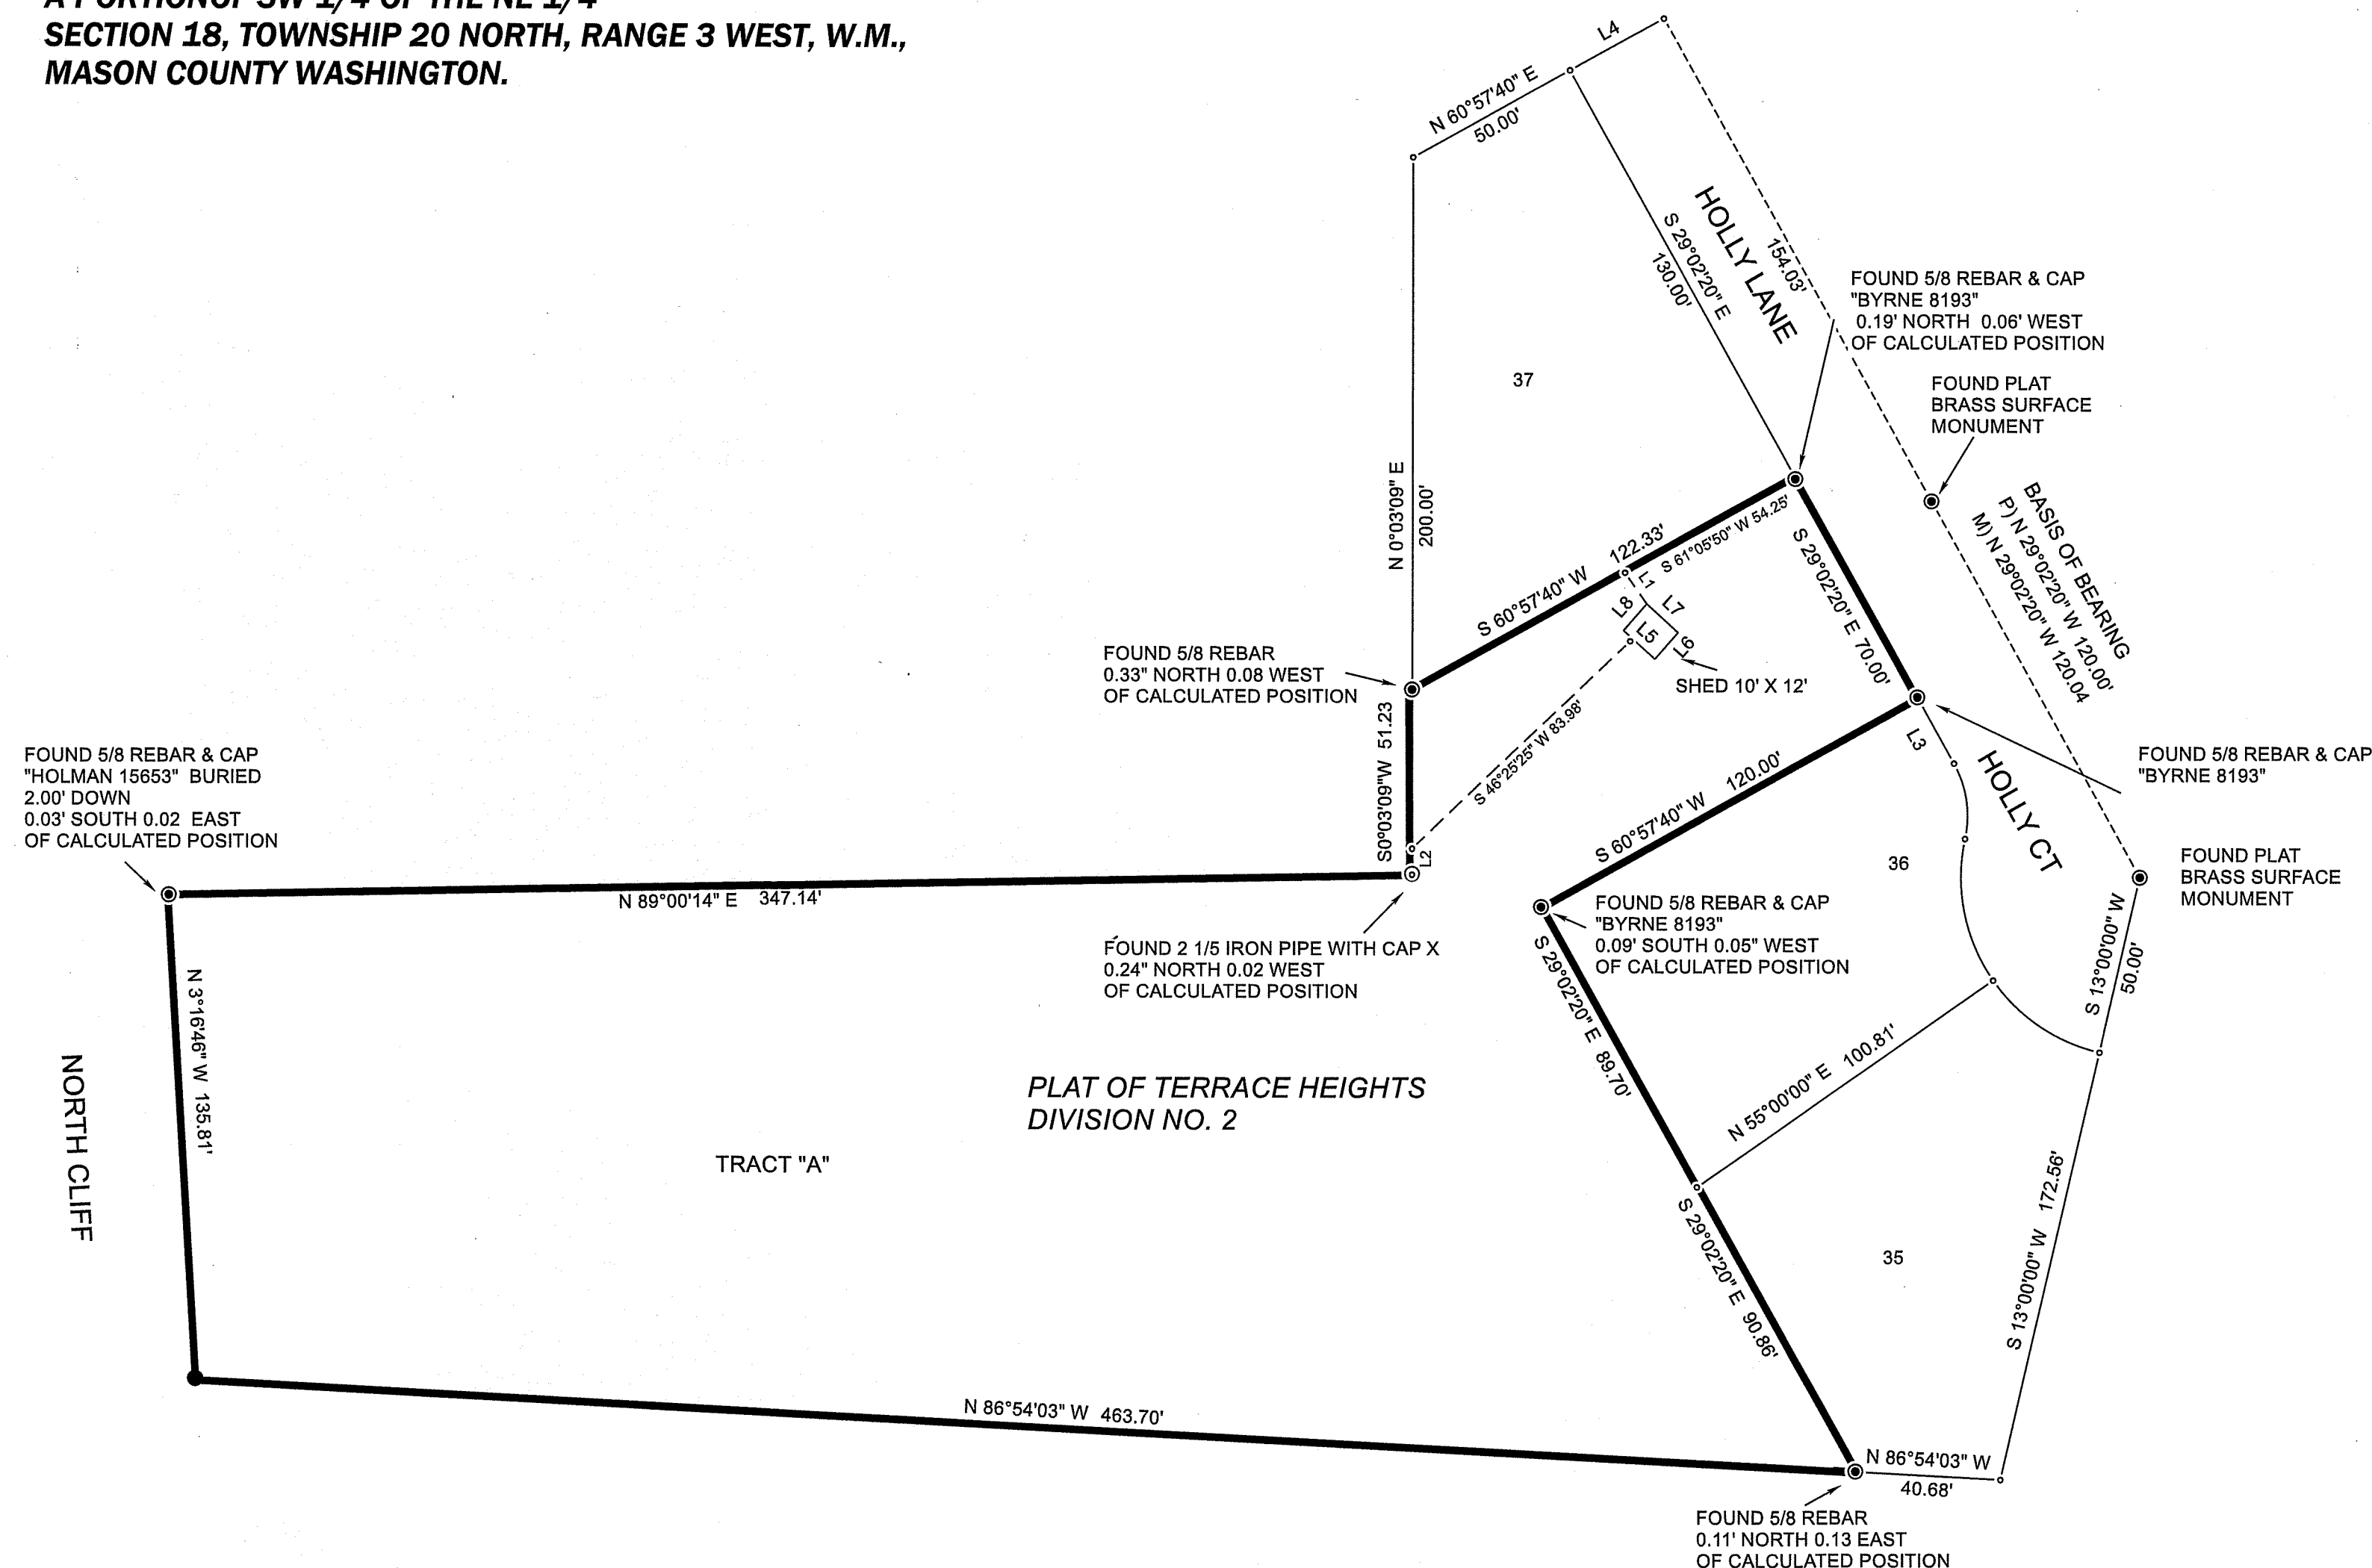 A PORTION OF SW 1/4 OF THE NE 1/4
SECTION 18, TOWNSHIP 20 NORTH, RANGE 3 WEST, W.M.,
MASON COUNTY WASHINGTON.
L4
N 60°57'40" E
50.00'
HOLLY LANE
154.03'
S 29°02'20" E
130.00'
FOUND 5/8 REBAR & CAP
"BYRNE 8193"
0.19' NORTH 0.06' WEST
OF CALCULATED POSITION
37
FOUND PLAT
BRASS SURFACE
MONUMENT
N 0°03'09" E
200.00'
BASIS OF BEARING
P) N 29°02'20" W 120.00'
M) N 29°02'20" W 120.04
S 60°57'40" W 122.33'
S 61°05'50" W 54.25'
L1
L7
L8
L5
L6
S 29°02'20" E 70.00'
SHED 10' X 12'
FOUND 5/8 REBAR
0.33" NORTH 0.08 WEST
OF CALCULATED POSITION
S0°03'09"W 51.23
S 46°25'25" W 83.98'
L3
L2
HOLLY CT
FOUND 5/8 REBAR & CAP
"BYRNE 8193"
FOUND 5/8 REBAR & CAP
"HOLMAN 15653" BURIED
2.00' DOWN
0.03' SOUTH 0.02 EAST
OF CALCULATED POSITION
S 60°57'40" W 120.00'
36
FOUND PLAT
BRASS SURFACE
MONUMENT
N 89°00'14" E 347.14'
FOUND 5/8 REBAR & CAP
"BYRNE 8193"
0.09' SOUTH 0.05" WEST
OF CALCULATED POSITION
FOUND 2 1/5 IRON PIPE WITH CAP X
0.24" NORTH 0.02 WEST
OF CALCULATED POSITION
S 13°00'00" W
50.00'
N 3°16'46" W 135.81'
S 29°02'20" E 89.70'
NORTH CLIFF
PLAT OF TERRACE HEIGHTS
DIVISION NO. 2
N 55°00'00" E 100.81'
TRACT "A"
S 13°00'00" W 172.56'
35
S 29°02'20" E 90.86'
N 86°54'03" W 463.70'
N 86°54'03" W
40.68'
FOUND 5/8 REBAR
0.11' NORTH 0.13 EAST
OF CALCULATED POSITION